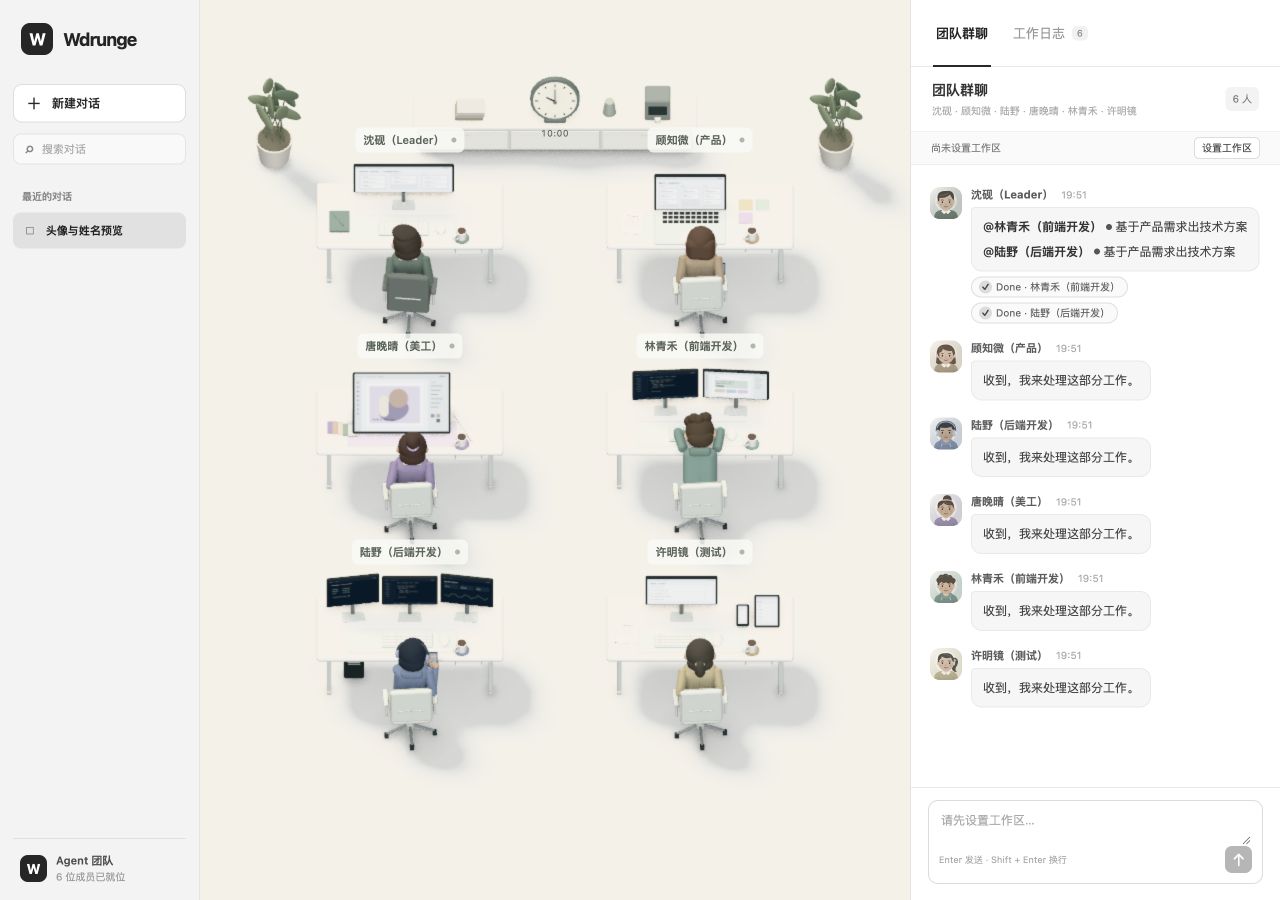 W Wdrunge
新建对话
搜索对话
最近的对话
头像与姓名预览
W
Agent 团队
6 位成员已就位
10:00
沈砚（Leader）
顾知微（产品）
唐晚晴（美工）
林青禾（前端开发）
陆野（后端开发）
许明镜（测试）
团队群聊 工作日志 6
团队群聊
沈砚 · 顾知微 · 陆野 · 唐晚晴 · 林青禾 · 许明镜
6 人
尚未设置工作区 设置工作区
沈砚（Leader） 19:51
@林青禾（前端开发） ● 基于产品需求出技术方案
@陆野（后端开发） ● 基于产品需求出技术方案
Done · 林青禾（前端开发）
Done · 陆野（后端开发）
顾知微（产品） 19:51
收到，我来处理这部分工作。
陆野（后端开发） 19:51
收到，我来处理这部分工作。
唐晚晴（美工） 19:51
收到，我来处理这部分工作。
林青禾（前端开发） 19:51
收到，我来处理这部分工作。
许明镜（测试） 19:51
收到，我来处理这部分工作。
请先设置工作区...
Enter 发送 · Shift + Enter 换行